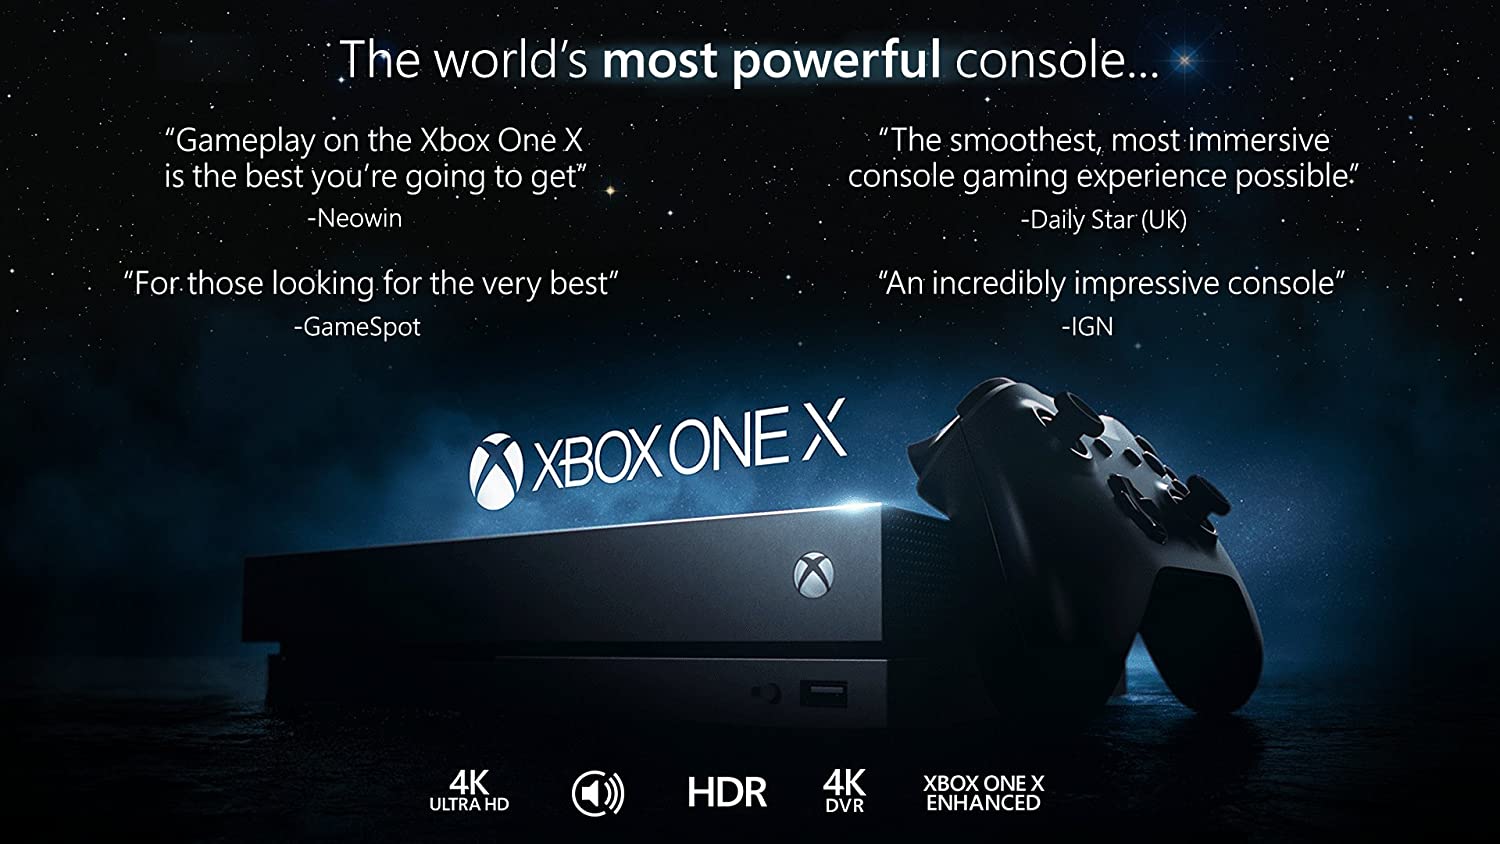 The world's most powerful console...
“Gameplay on the Xbox One X
is the best you're going to get”
-Neowin
“The smoothest, most immersive
console gaming experience possible”
-Daily Star (UK)
“For those looking for the very best”
-GameSpot
“An incredibly impressive console”
-IGN
XBOX ONE X
4K
ULTRA HD
HDR
4K
DVR
XBOX ONE X
ENHANCED